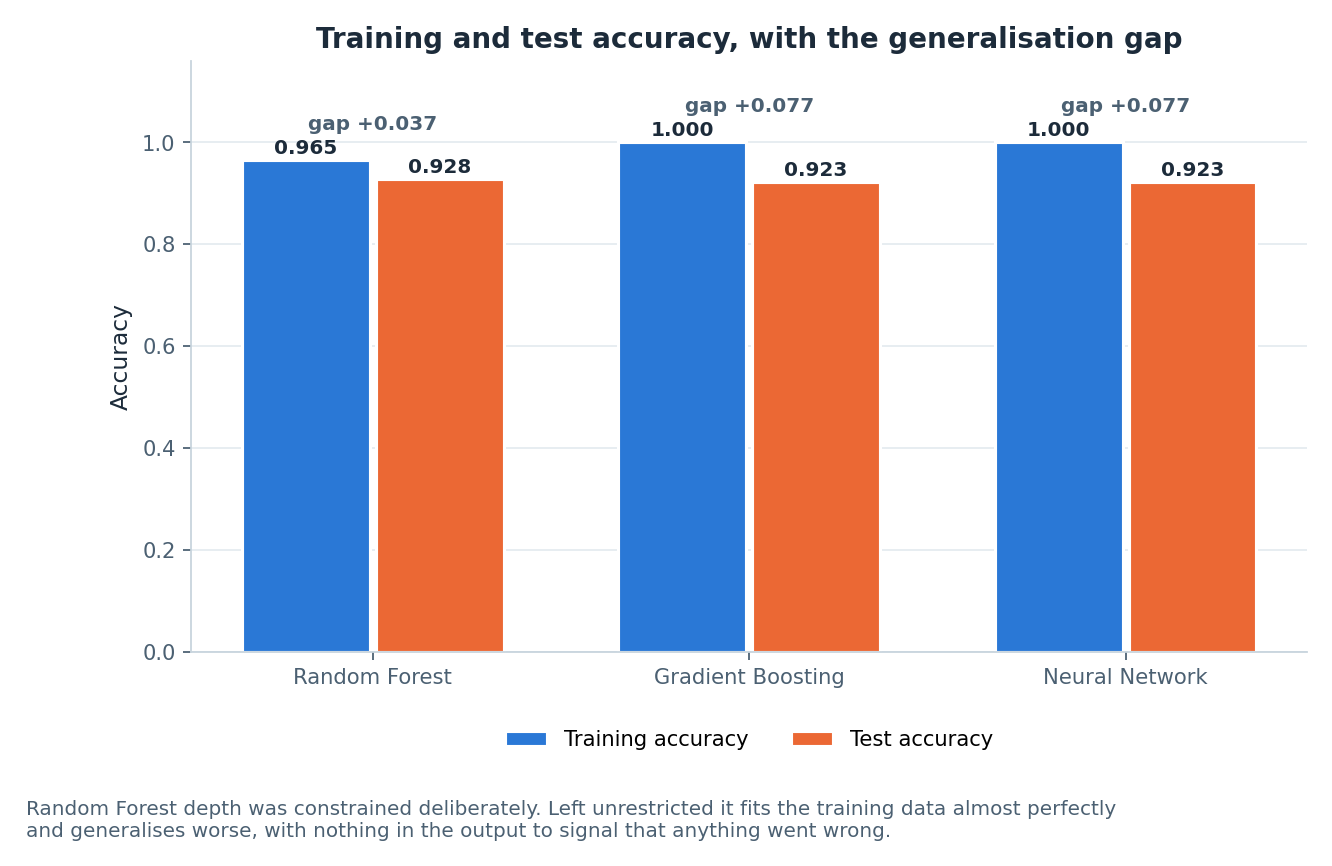 Training and test accuracy, with the generalisation gap
gap +0.037
gap +0.077
gap +0.077
0.965
0.928
1.000
0.923
1.000
0.923
Accuracy
1.0
0.8
0.6
0.4
0.2
0.0
Random Forest
Gradient Boosting
Neural Network
Training accuracy
Test accuracy
Random Forest depth was constrained deliberately. Left unrestricted it fits the training data almost perfectly
and generalises worse, with nothing in the output to signal that anything went wrong.